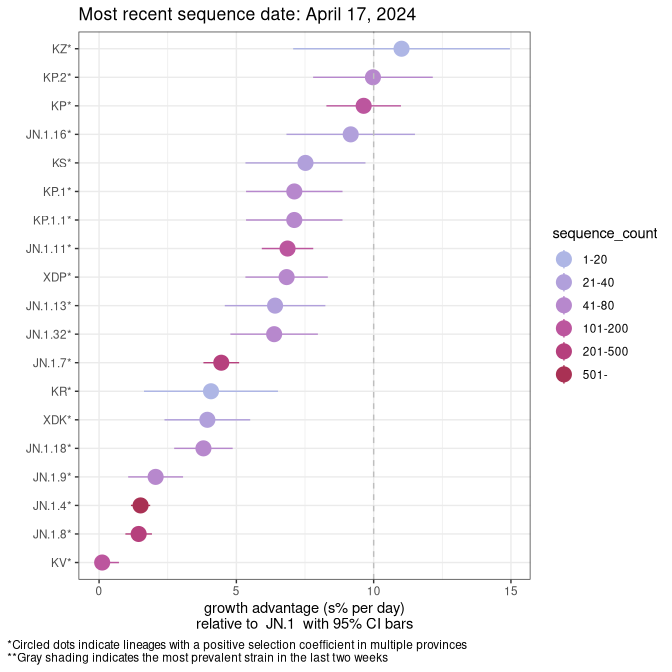 Most recent sequence date: April 17, 2024
KZ*
KP.2*
KP*
JN.1.16*
KS*
KP.1*
KP.1.1*
JN.1.11*
XDP*
JN.1.13*
JN.1.32*
JN.1.7*
KR*
XDK*
JN.1.18*
JN.1.9*
JN.1.4*
JN.1.8*
KV*
0 5 10 15
growth advantage (s% per day)
relative to JN.1 with 95% CI bars
sequence_count
1-20
21-40
41-80
101-200
201-500
501-
*Circled dots indicate lineages with a positive selection coefficient in multiple provinces
**Gray shading indicates the most prevalent strain in the last two weeks